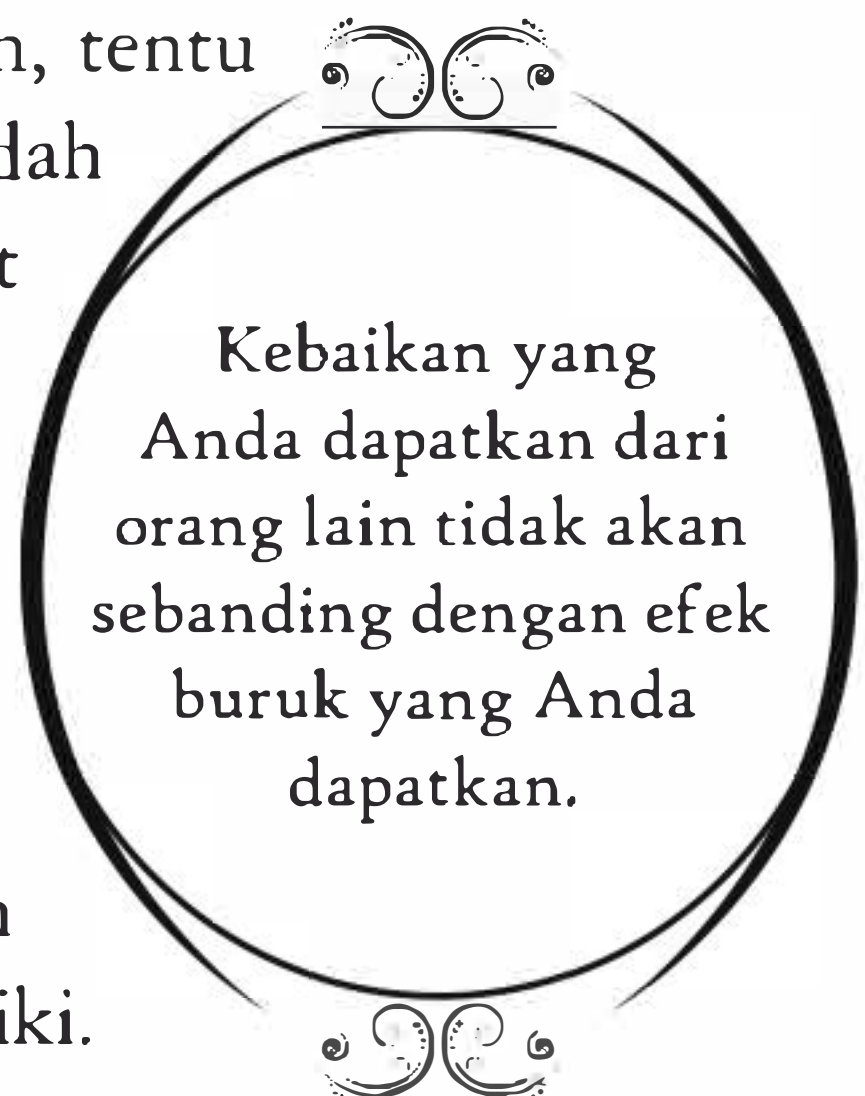 n, tentu
dah
t
Kebaikan yang
Anda dapatkan dari
orang lain tidak akan
sebanding dengan efek
buruk yang Anda
dapatkan.
n
iki.